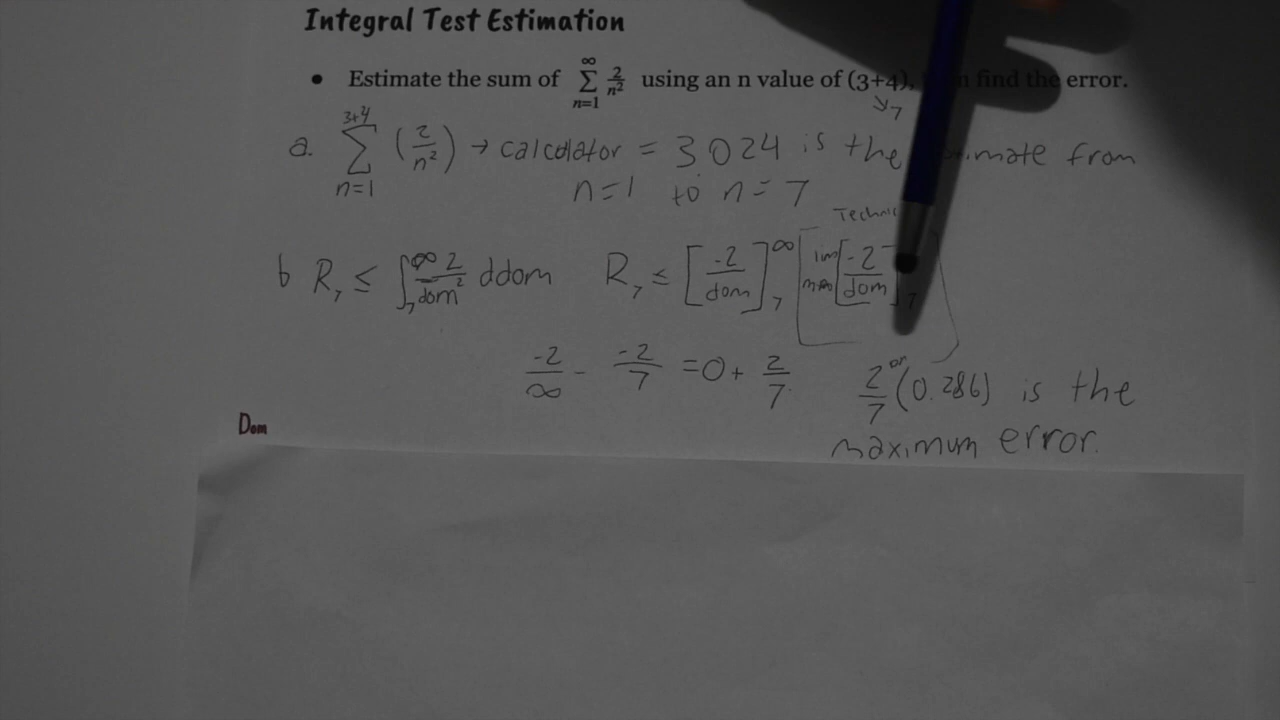 Integral Test Estimation
• Estimate the sum of ∞ Σ n=1 2/n² using an n value of (3+4), find the error.
↘ 7
a. 3+4 Σ n=1 (2/n²) → calculator = 3 024 is the from
n=1 to n=7
b R₇ ≤ ∫₇^∞ 2/dom² ddom R₇ ≤ [-2/dom]₇^∞ lim [-2/dom]₇
-2/∞ - -2/7 = 0 + 2/7 2/7 or (0.286) is the
maximum error.
Dom